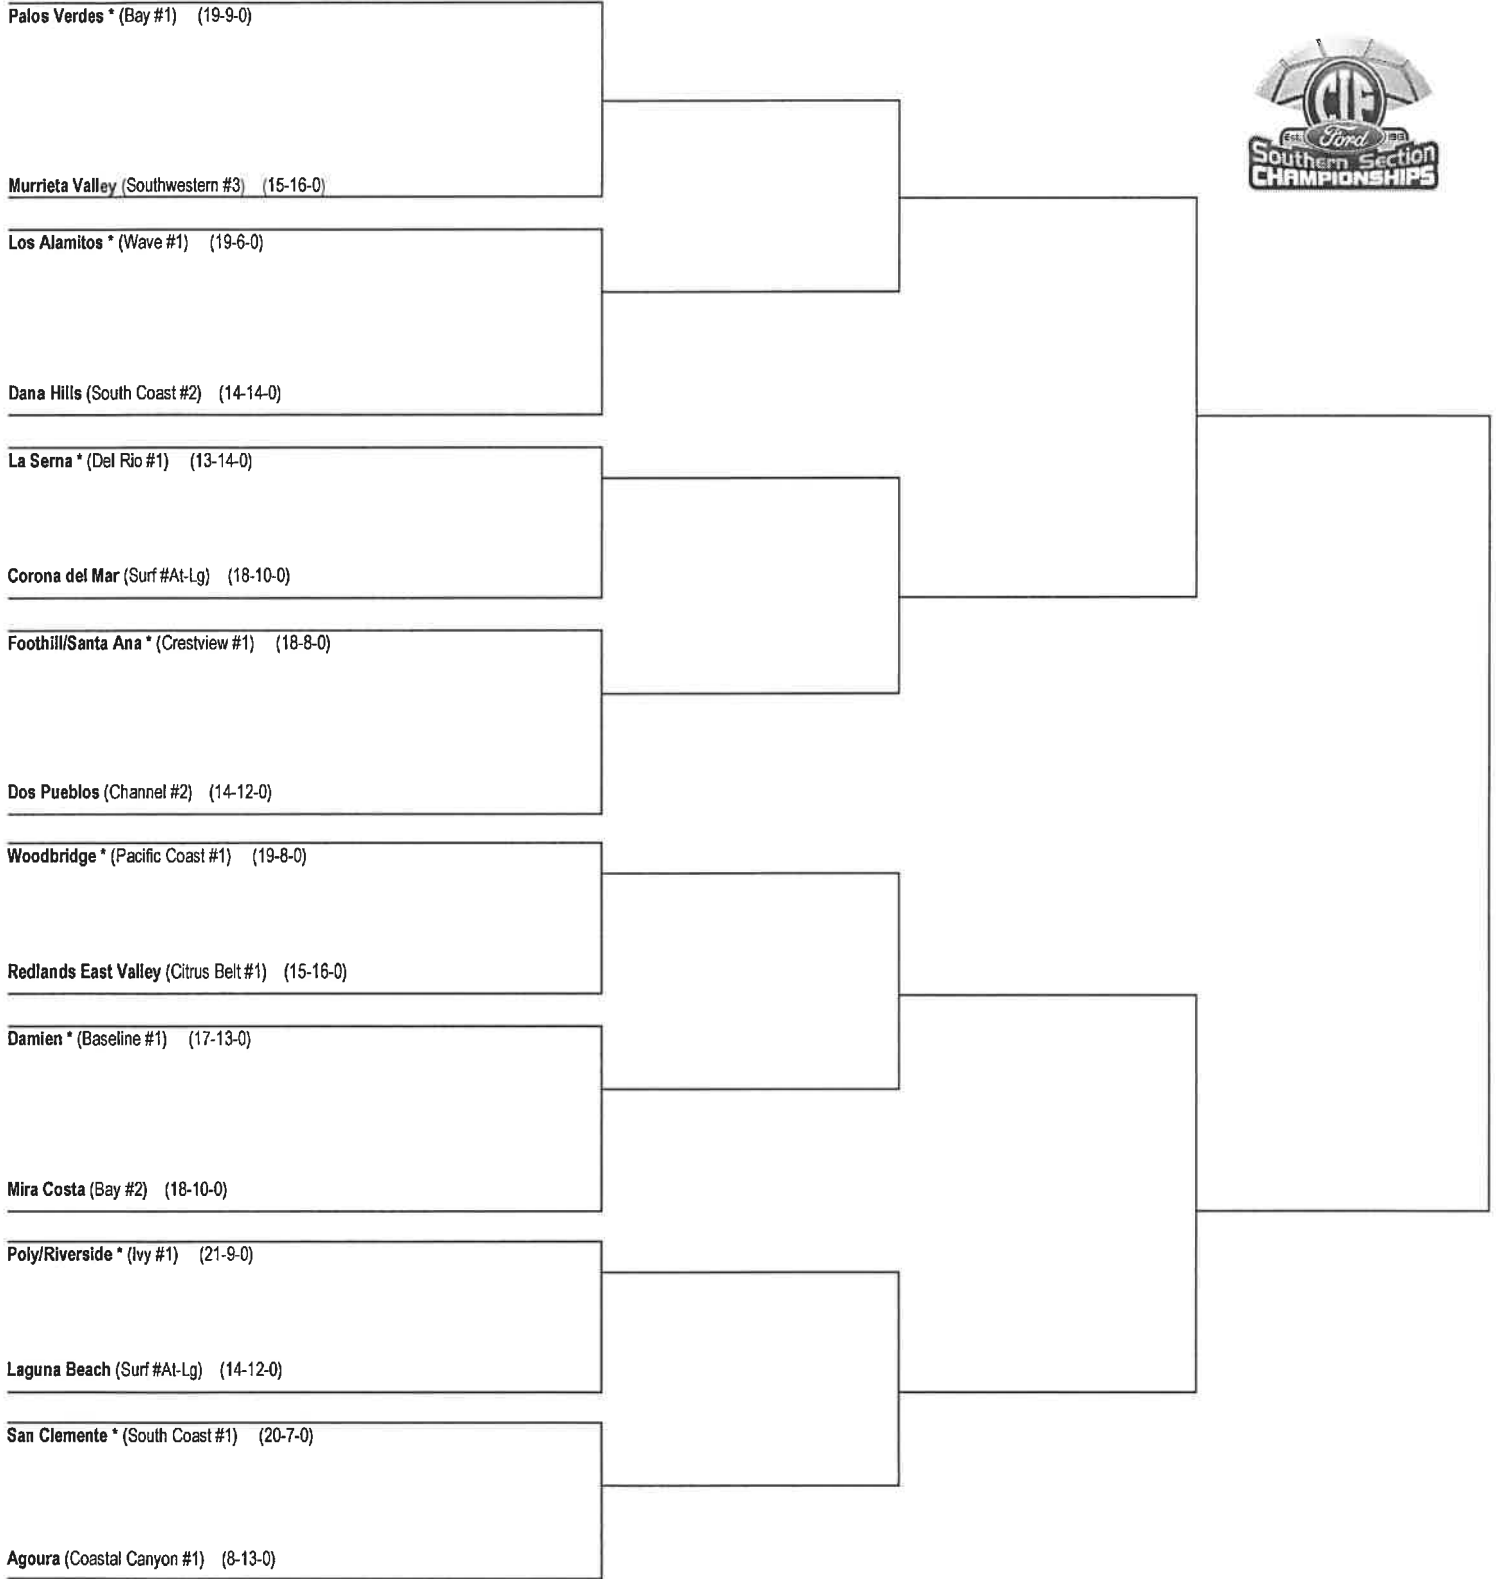 Palos Verdes * (Bay #1) (19-9-0)
CIF
Est. Ford 1913
Southern Section
CHAMPIONSHIPS
Murrieta Valley (Southwestern #3) (15-16-0)
Los Alamitos * (Wave #1) (19-6-0)
Dana Hills (South Coast #2) (14-14-0)
La Serna * (Del Rio #1) (13-14-0)
Corona del Mar (Surf #At-Lg) (18-10-0)
Foothill/Santa Ana * (Crestview #1) (18-8-0)
Dos Pueblos (Channel #2) (14-12-0)
Woodbridge * (Pacific Coast #1) (19-8-0)
Redlands East Valley (Citrus Belt #1) (15-16-0)
Damien * (Baseline #1) (17-13-0)
Mira Costa (Bay #2) (18-10-0)
Poly/Riverside * (Ivy #1) (21-9-0)
Laguna Beach (Surf #At-Lg) (14-12-0)
San Clemente * (South Coast #1) (20-7-0)
Agoura (Coastal Canyon #1) (8-13-0)